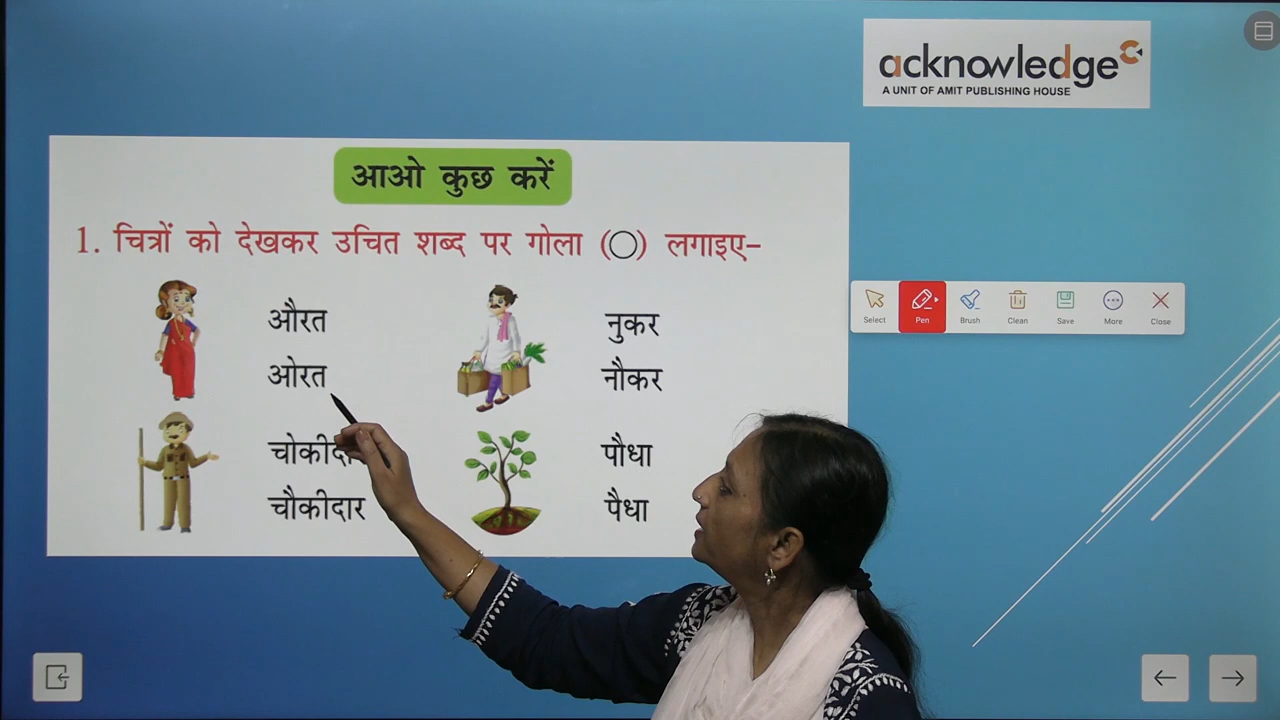 acknowledge
A UNIT OF AMIT PUBLISHING HOUSE
आओ कुछ करें
1. चित्रों को देखकर उचित शब्द पर गोला (○) लगाइए-
औरत
ओरत
नुकर
नौकर
चौकीदार
पौधा
पैधा
Select Pen Brush Clean Save More Close